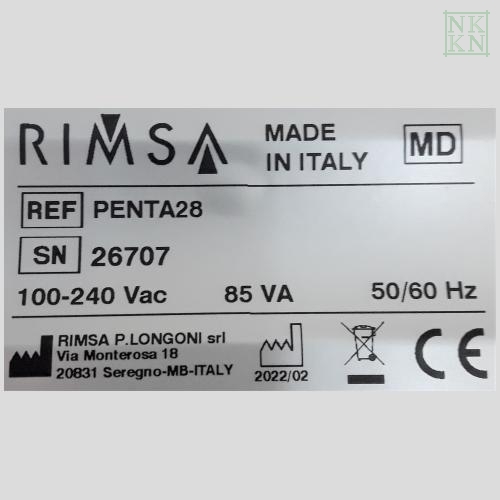 NK
KN
RIMSA
MADE
IN ITALY
MD
REF PENTA28
SN 26707
100-240 Vac 85 VA 50/60 Hz
RIMSA P.LONGONI srl
Via Monterosa 18
20831 Seregno-MB-ITALY
2022/02
CE